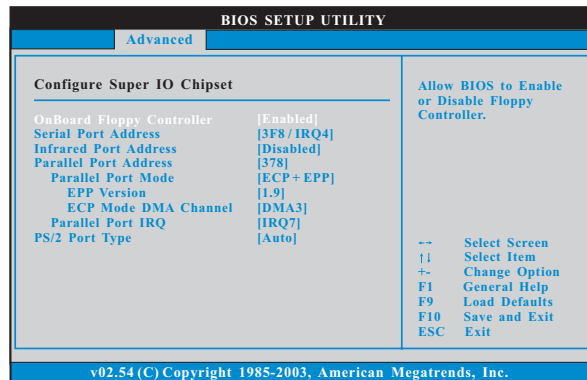 BIOS SETUP UTILITY
Advanced
Configure Super IO Chipset
OnBoard Floppy Controller [Enabled]
Serial Port Address [3F8 / IRQ4]
Infrared Port Address [Disabled]
Parallel Port Address [378]
Parallel Port Mode [ECP + EPP]
EPP Version [1.9]
ECP Mode DMA Channel [DMA3]
Parallel Port IRQ [IRQ7]
PS/2 Port Type [Auto]
Allow BIOS to Enable
or Disable Floppy
Controller.
←→ Select Screen
↑↓ Select Item
+- Change Option
F1 General Help
F9 Load Defaults
F10 Save and Exit
ESC Exit
v02.54 (C) Copyright 1985-2003, American Megatrends, Inc.